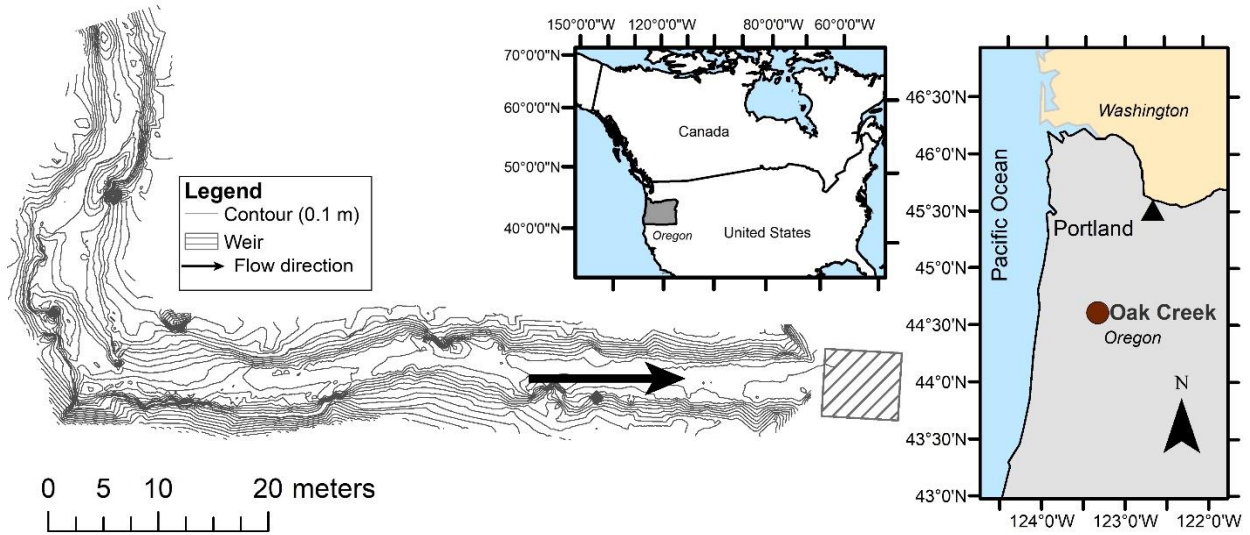 150°0'0"W 120°0'0"W 80°0'0"W 60°0'0"W
70°0'0"N
60°0'0"N
50°0'0"N
40°0'0"N
Canada
Oregon
United States
Legend
Contour (0.1 m)
Weir
Flow direction
0 5 10 20 meters
46°30'N
46°0'N
45°30'N
45°0'N
44°30'N
44°0'N
43°30'N
43°0'N
Washington
Pacific Ocean
Portland
Oak Creek
Oregon
N
124°0'W 123°0'W 122°0'W